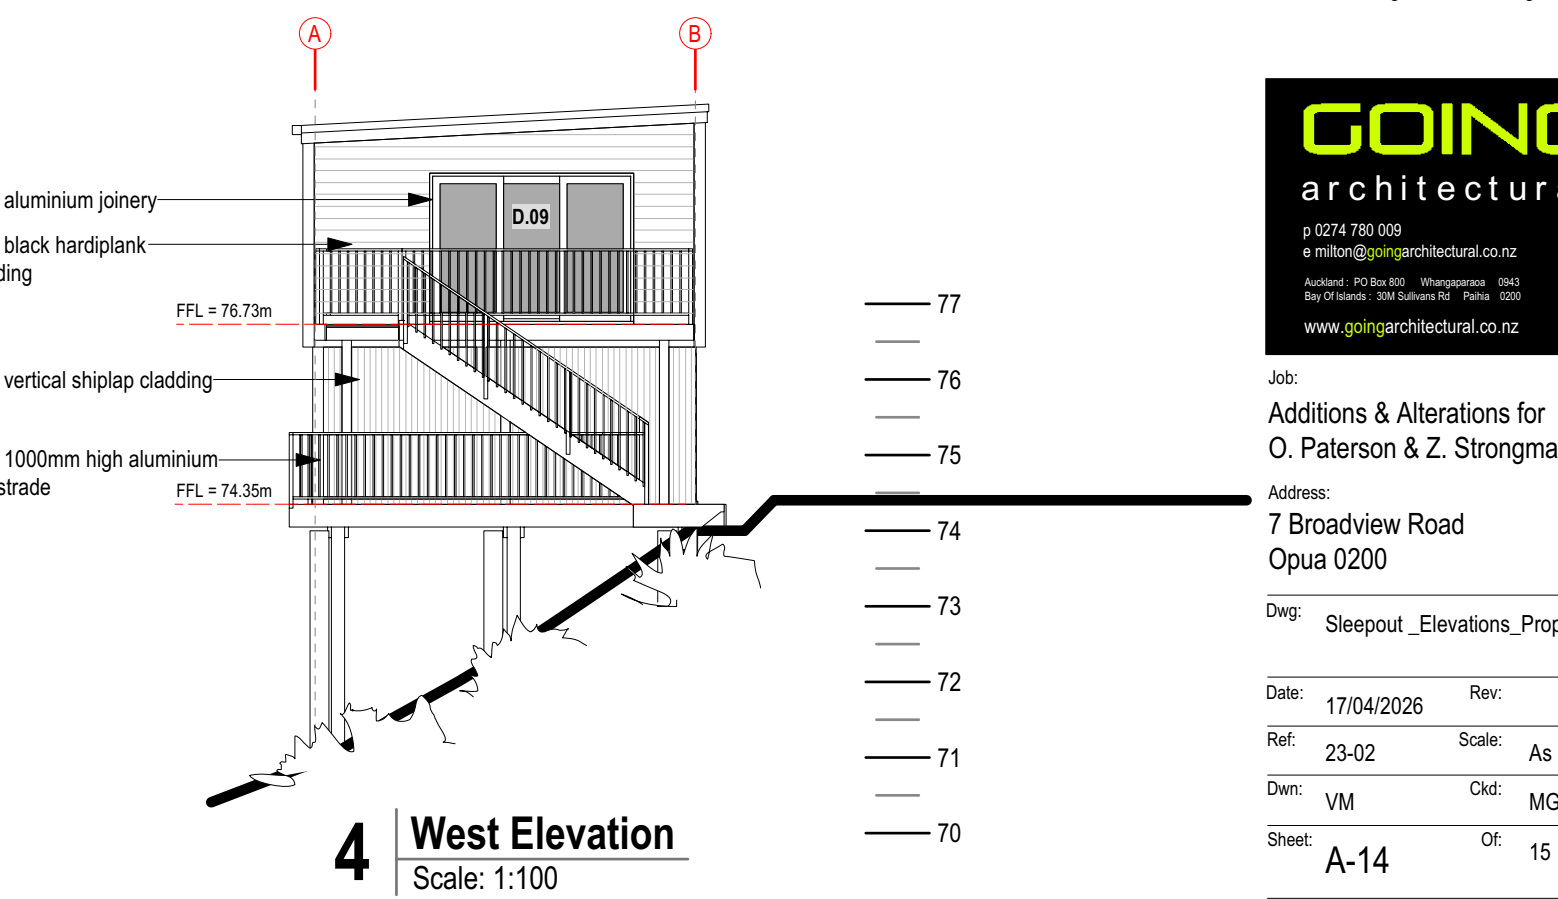 A
B
aluminium joinery
D.09
black hardiplank
ding
FFL = 76.73m
vertical shiplap cladding
1000mm high aluminium
strade
FFL = 74.35m
77
76
75
74
73
72
71
70
4
West Elevation
Scale: 1:100
GOING
architectura
p 0274 780 009
e milton@goingarchitectural.co.nz
Auckland : PO Box 800 Whangaparaoa 0943
Bay Of Islands : 30M Sullivans Rd Paihia 0200
www.goingarchitectural.co.nz
Job:
Additions & Alterations for
O. Paterson & Z. Strongma
Address:
7 Broadview Road
Opua 0200
Dwg:
Sleepout _Elevations_Prop
Date: 17/04/2026 Rev:
Ref: 23-02 Scale: As
Dwn: VM Ckd: MG
Sheet: A-14 Of: 15